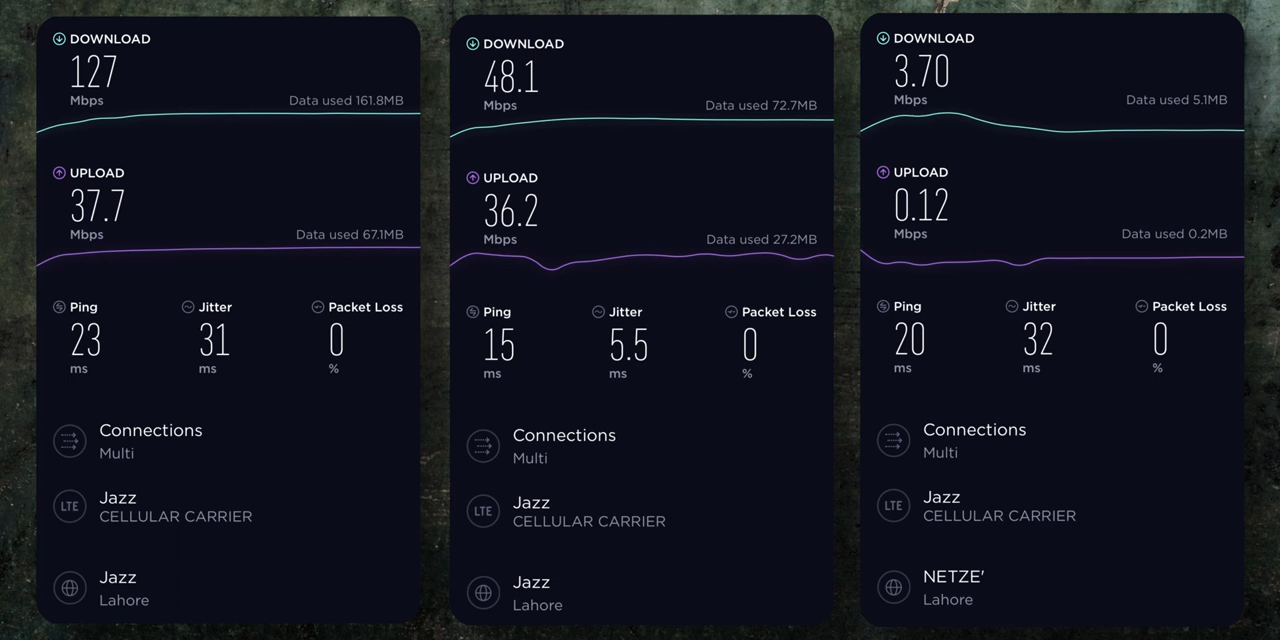 DOWNLOAD
127
Mbps
Data used 161.8MB
UPLOAD
37.7
Mbps
Data used 67.1MB
Ping Jitter Packet Loss
23 31 0
ms ms %
Connections
Multi
LTE
Jazz
CELLULAR CARRIER
Jazz
Lahore
DOWNLOAD
48.1
Mbps
Data used 72.7MB
UPLOAD
36.2
Mbps
Data used 27.2MB
Ping Jitter Packet Loss
15 5.5 0
ms ms %
Connections
Multi
LTE
Jazz
CELLULAR CARRIER
Jazz
Lahore
DOWNLOAD
3.70
Mbps
Data used 5.1MB
UPLOAD
0.12
Mbps
Data used 0.2MB
Ping Jitter Packet Loss
20 32 0
ms ms %
Connections
Multi
LTE
Jazz
CELLULAR CARRIER
NETZE'
Lahore